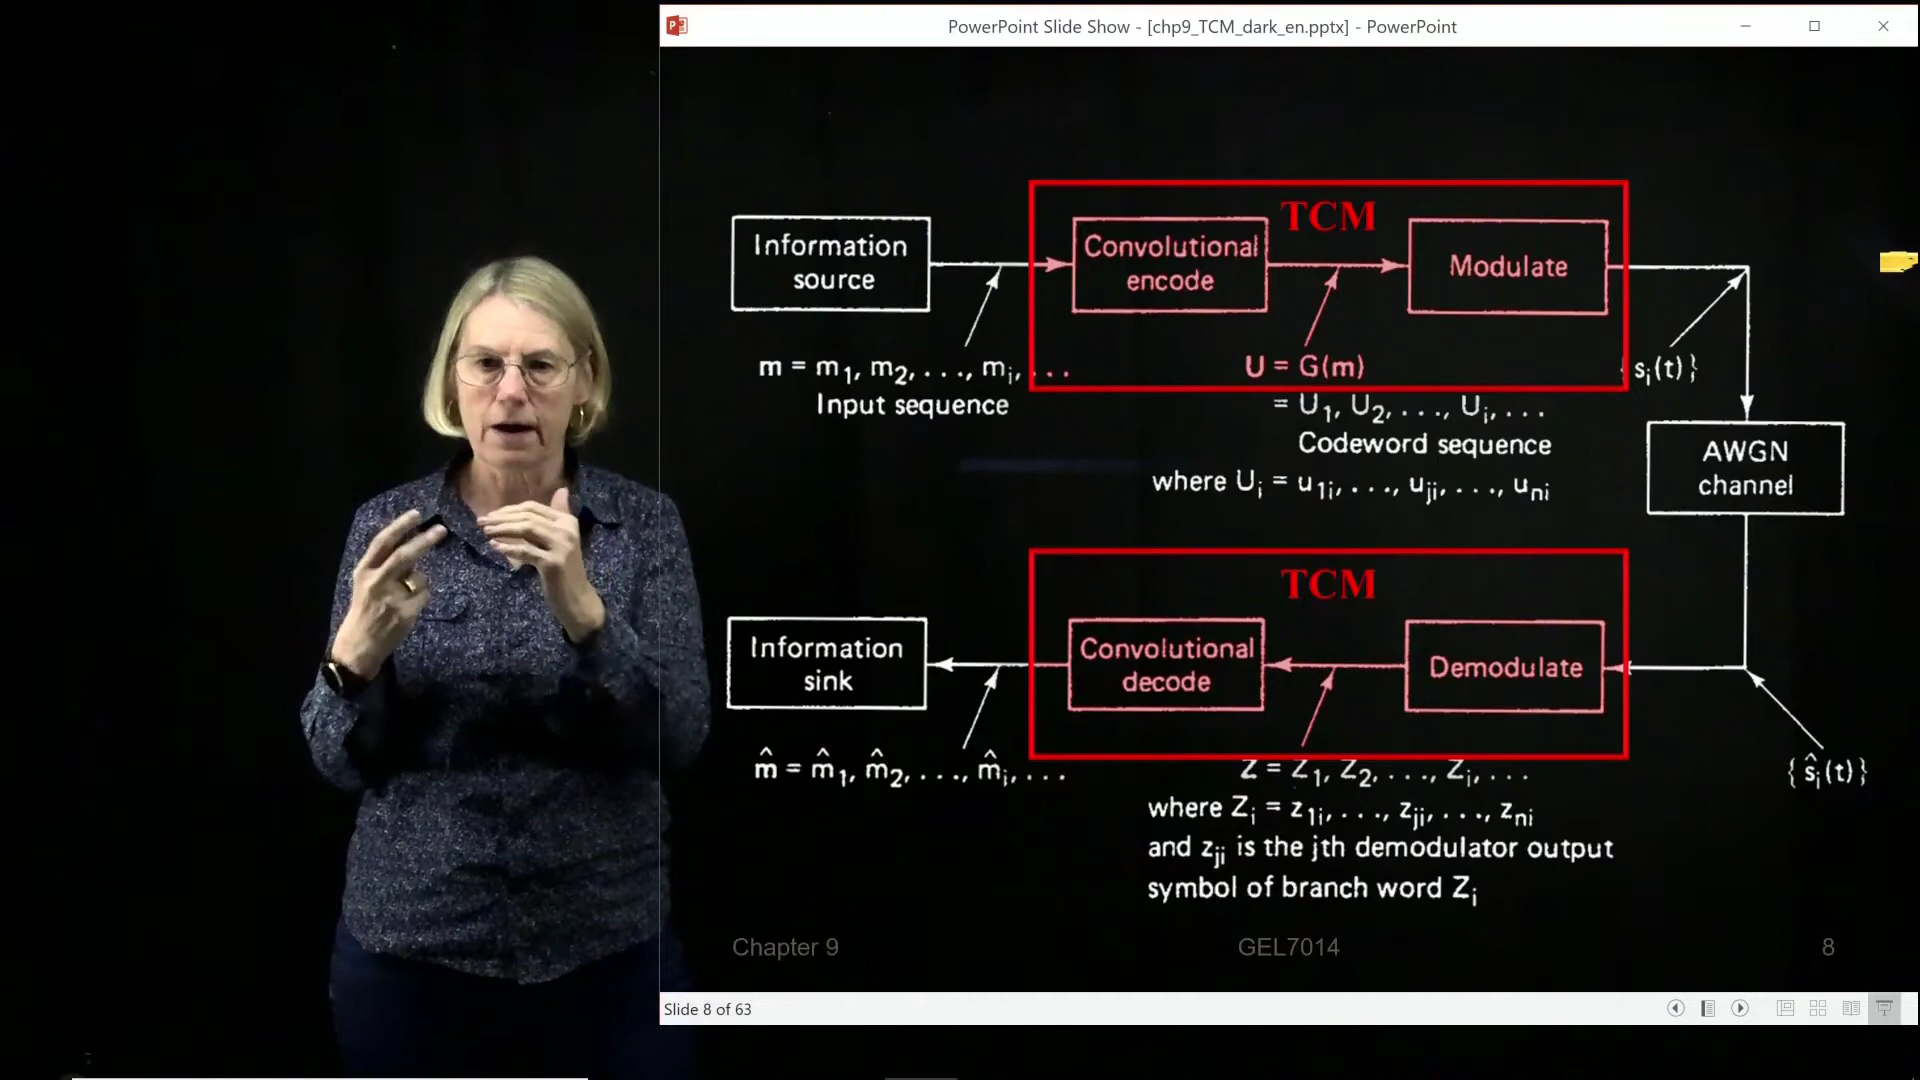 PowerPoint Slide Show - [chp9_TCM_dark_en.pptx] - PowerPoint
TCM
Information
source
Convolutional
encode
Modulate
m = m₁, m₂, . . ., mᵢ, . . .
Input sequence
U = G(m)
= U₁, U₂, . . ., Uᵢ, . . .
Codeword sequence
where Uᵢ = u₁ᵢ, . . ., uⱼᵢ, . . ., uₙᵢ
{sᵢ(t)}
AWGN
channel
TCM
Information
sink
Convolutional
decode
Demodulate
m̂ = m̂₁, m̂₂, . . ., m̂ᵢ, . . .
Z = Z₁, Z₂, . . ., Zᵢ, . . .
where Zᵢ = z₁ᵢ, . . ., zⱼᵢ, . . ., zₙᵢ
and zⱼᵢ is the jth demodulator output
symbol of branch word Zᵢ
{ŝᵢ(t)}
Chapter 9
GEL7014
8
Slide 8 of 63